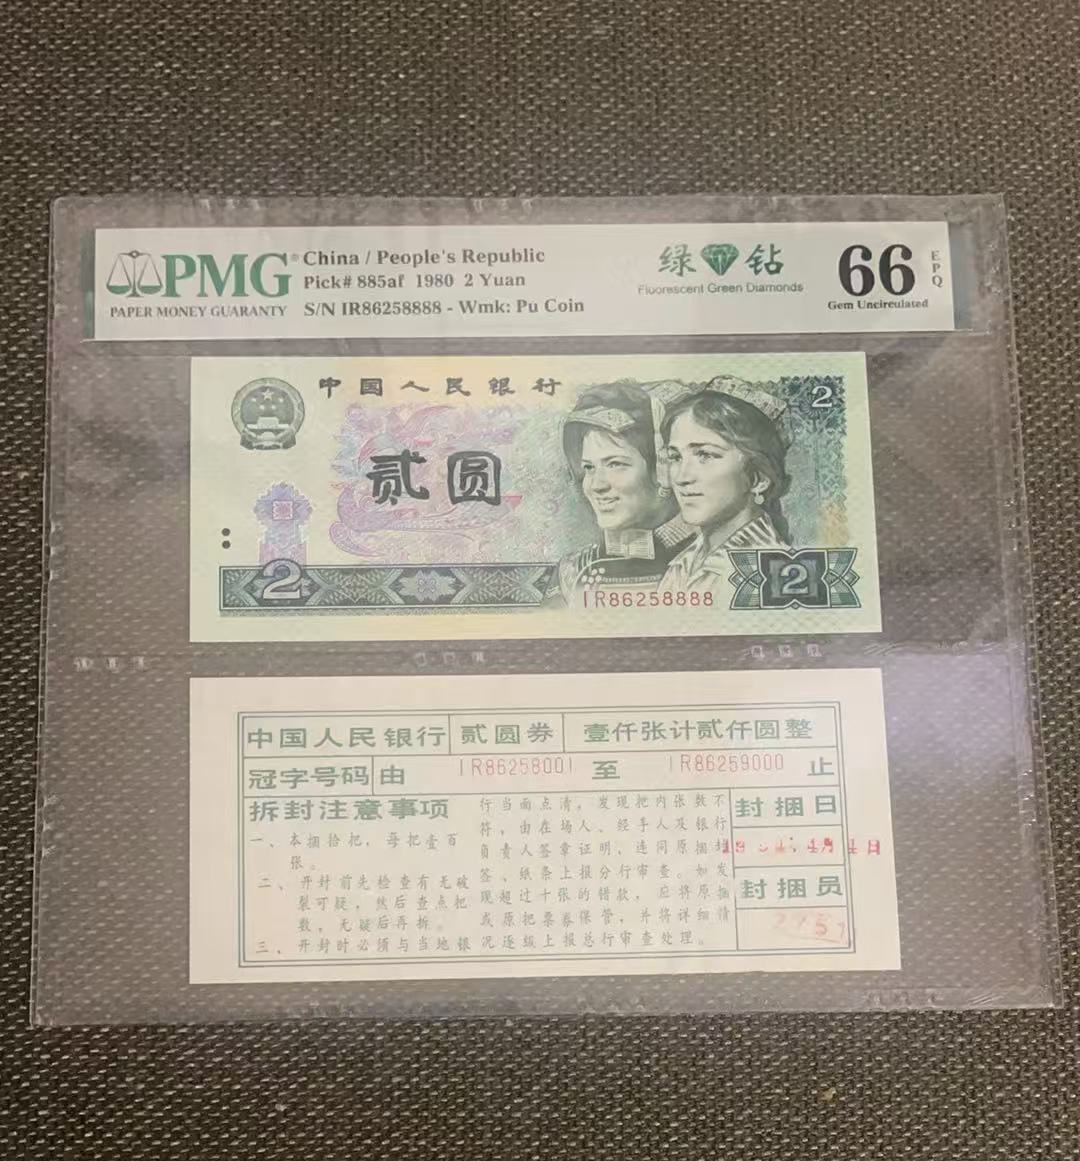 PMG
PAPER MONEY GUARANTY
China / People's Republic
Pick# 885af 1980 2 Yuan
S/N IR86258888 - Wmk: Pu Coin
绿 钻
Fluorescent Green Diamonds
66
EPQ
Gem Uncirculated
中国人民银行
2
贰圆
2
IR86258888
2
中国人民银行 贰圆券 壹仟张计贰仟圆整
冠字号码 由 IR86258001 至 IR86259000 止
拆封注意事项
一、本捆拾把，每把壹百
张。
二、开封前先检查有无破
裂可疑，然后查点把
数，无疑后再拆。
三、开封时必须与当地银
行当面点清，发现把内张数不
符，由在场人、经手人及银行
负责人签章证明，连同原捆封
签、纸条上报分行审查。如发
现超过十张的错款，应将原捆
或原把票券保管，并将详细情
况逐级上报总行审查处理。
封捆日
4月4日
封捆员